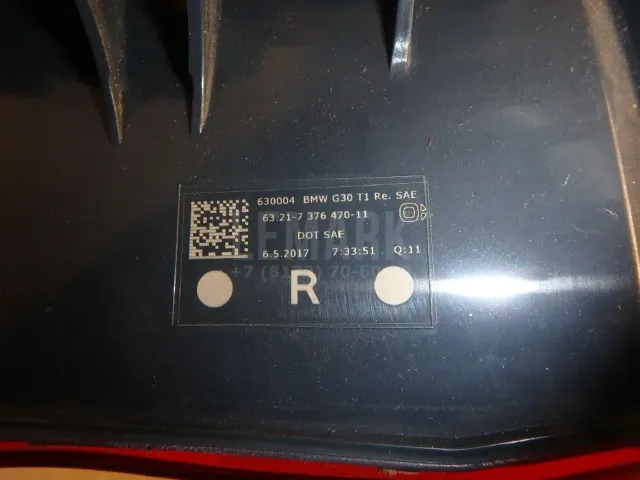 630004 BMW G30 T1 Re. SAE
63.21-7 376 470-11
DOT SAE
6.5.2017 7:33:51 Q:11
R